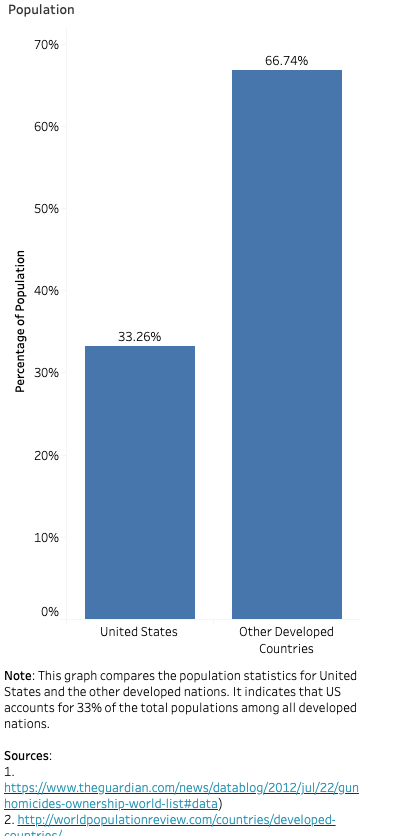 Population
70%
66.74%
60%
50%
40%
33.26%
30%
20%
10%
0%
Percentage of Population
United States
Other Developed
Countries
Note: This graph compares the population statistics for United
States and the other developed nations. It indicates that US
accounts for 33% of the total populations among all developed
nations.
Sources:
1.
https://www.theguardian.com/news/datablog/2012/jul/22/gun
homicides-ownership-world-list#data)
2. http://worldpopulationreview.com/countries/developed-
countries/